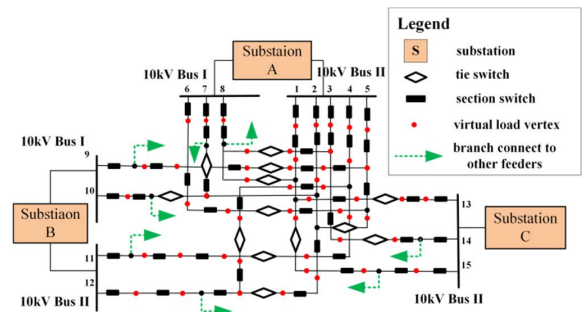 Substaion
A
10kV Bus I
10kV Bus II
6 7 8
1 2 3 4 5
Legend
S substation
tie switch
section switch
virtual load vertex
branch connect to
other feeders
10kV Bus I
9
10
Substiaon
B
11
12
10kV Bus II
13
14
15
Substation
C
10kV Bus II